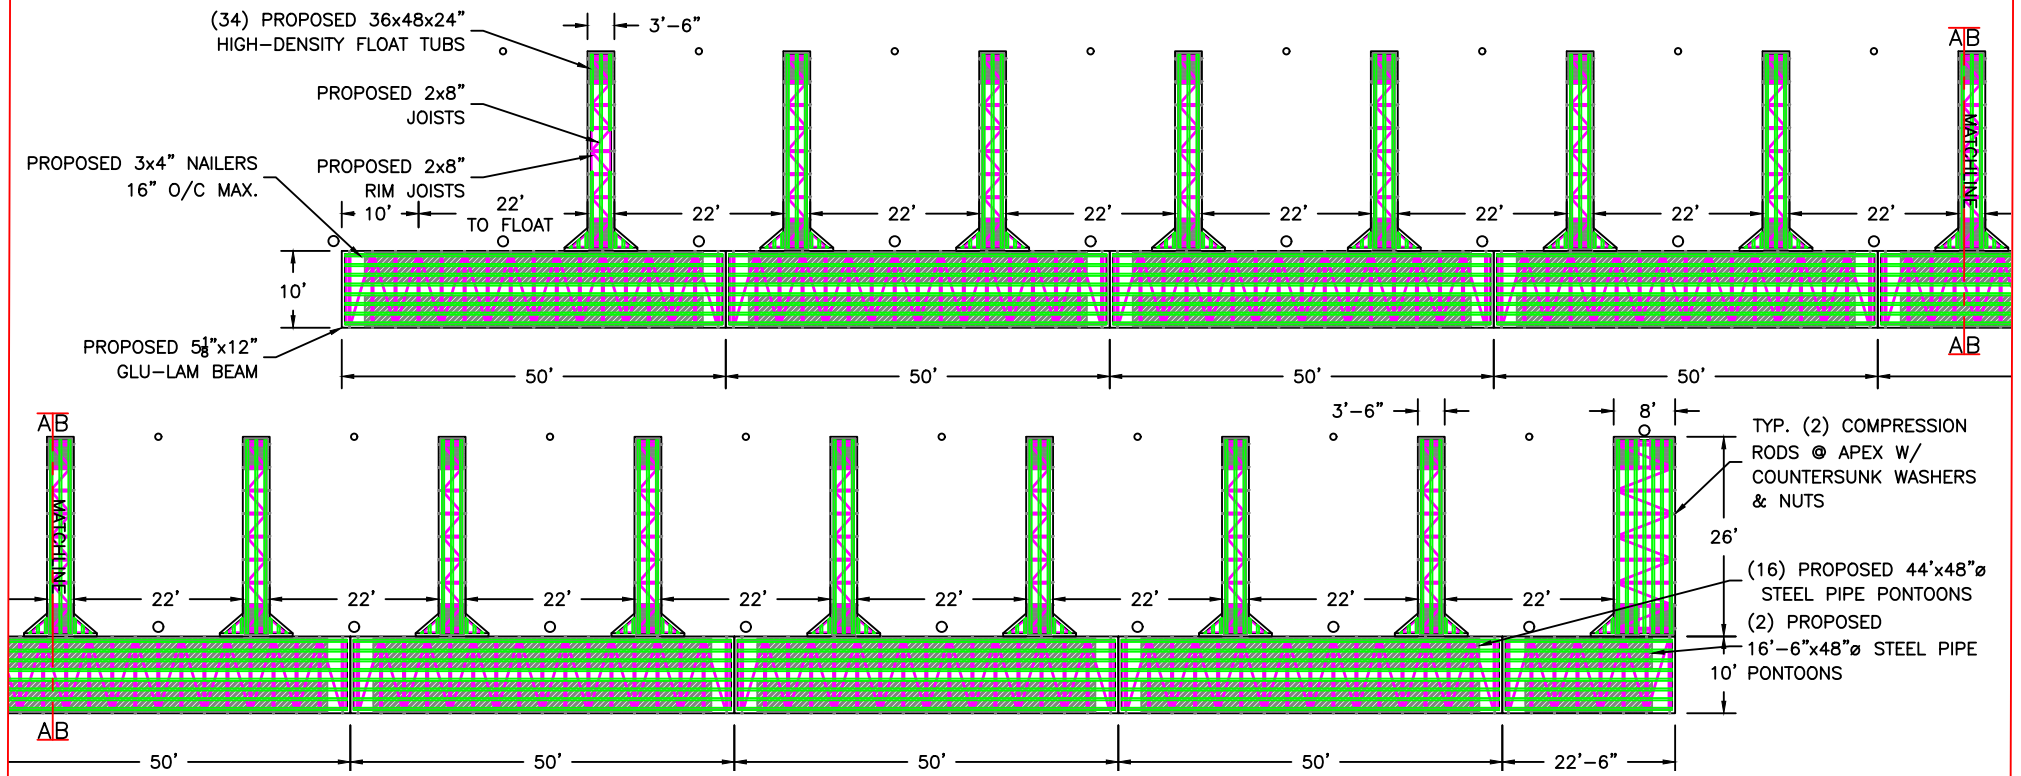 (34) PROPOSED 36x48x24"
HIGH-DENSITY FLOAT TUBS
3'-6"
AB
PROPOSED 2x8"
JOISTS
PROPOSED 3x4" NAILERS
16" O/C MAX.
PROPOSED 2x8"
RIM JOISTS
MATCHLINE
10'
22'
TO FLOAT
22'
22'
22'
22'
22'
22'
22'
10'
PROPOSED 5 1/8"x12"
GLU-LAM BEAM
AB
50'
50'
50'
50'
AB
3'-6"
8'
TYP. (2) COMPRESSION
RODS @ APEX W/
COUNTERSUNK WASHERS
& NUTS
MATCHLINE
26'
(16) PROPOSED 44'x48"ø
STEEL PIPE PONTOONS
22'
22'
22'
22'
22'
22'
22'
22'
(2) PROPOSED
16'-6"x48"ø STEEL PIPE
PONTOONS
10'
AB
50'
50'
50'
50'
22'-6"